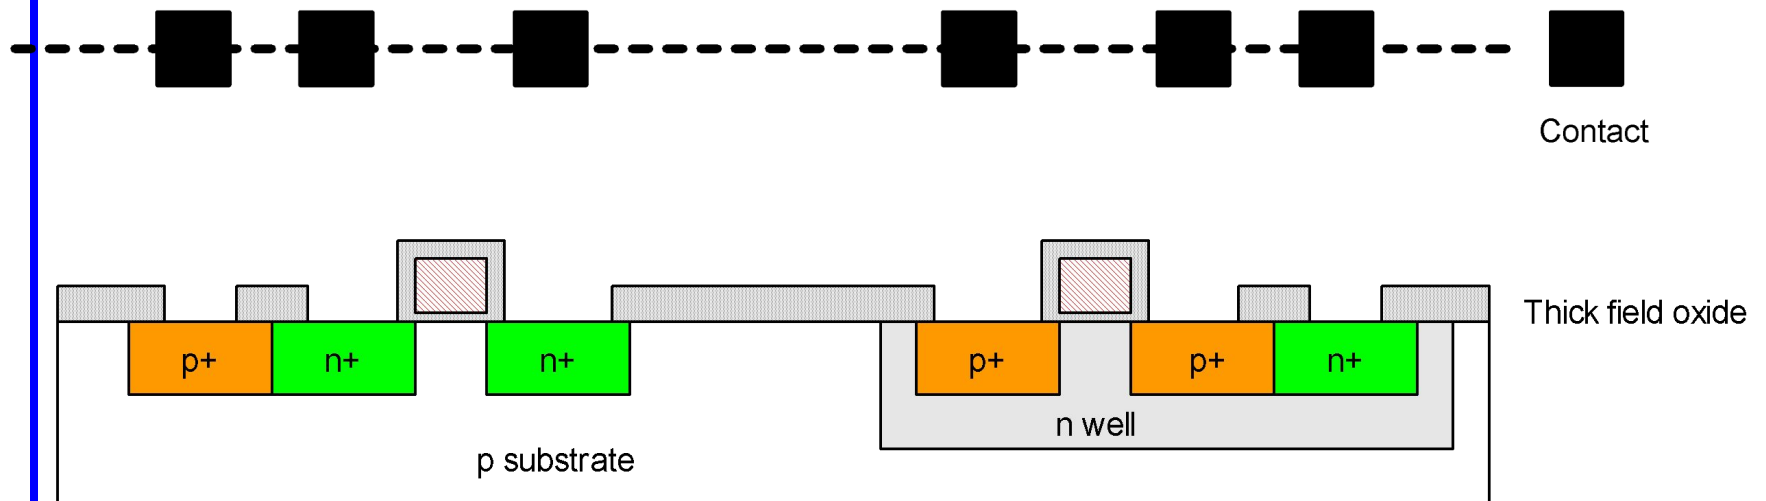 Contact
Thick field oxide
p+
n+
n+
p+
p+
n+
n well
p substrate